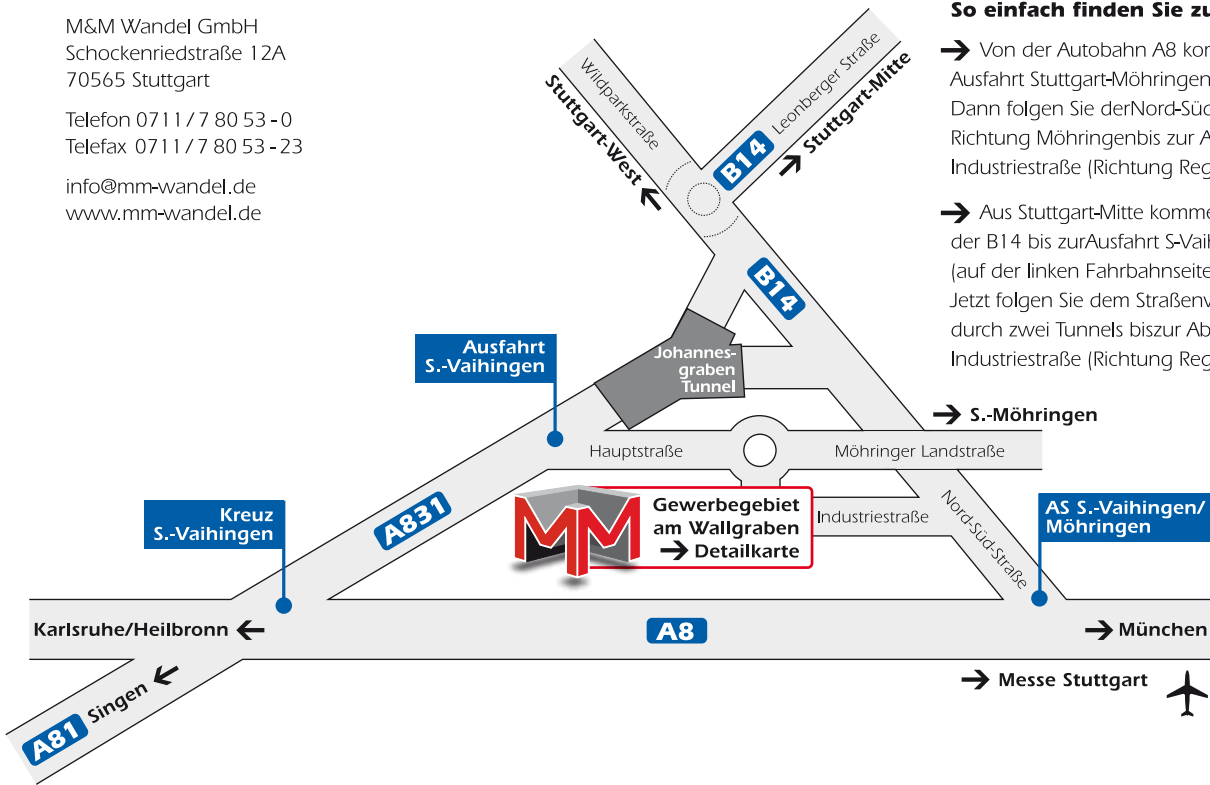 M&M Wandel GmbH
Schockenriedstraße 12A
70565 Stuttgart
Telefon 0711 / 7 80 53 - 0
Telefax 0711 / 7 80 53 - 23
info@mm-wandel.de
www.mm-wandel.de
So einfach finden Sie zu
→ Von der Autobahn A8 kor
Ausfahrt Stuttgart-Möhringen
Dann folgen Sie derNord-Süd
Richtung Möhringenbis zur A
Industriestraße (Richtung Reg
→ Aus Stuttgart-Mitte komme
der B14 bis zurAusfahrt S-Vaih
(auf der linken Fahrbahnseite
Jetzt folgen Sie dem Straßenv
durch zwei Tunnels biszur Ab
Industriestraße (Richtung Reg
Wildparkstraße
Stuttgart-West
Leonberger Straße
B14
Stuttgart-Mitte
B14
Ausfahrt
S.-Vaihingen
Johannes-
graben
Tunnel
→ S.-Möhringen
Hauptstraße
Möhringer Landstraße
MM
Gewerbegebiet
am Wallgraben
→ Detailkarte
Industriestraße
Nord-Süd-Straße
AS S.-Vaihingen/
Möhringen
Kreuz
S.-Vaihingen
A831
Karlsruhe/Heilbronn ←
A8
→ München
→ Messe Stuttgart
A81
Singen